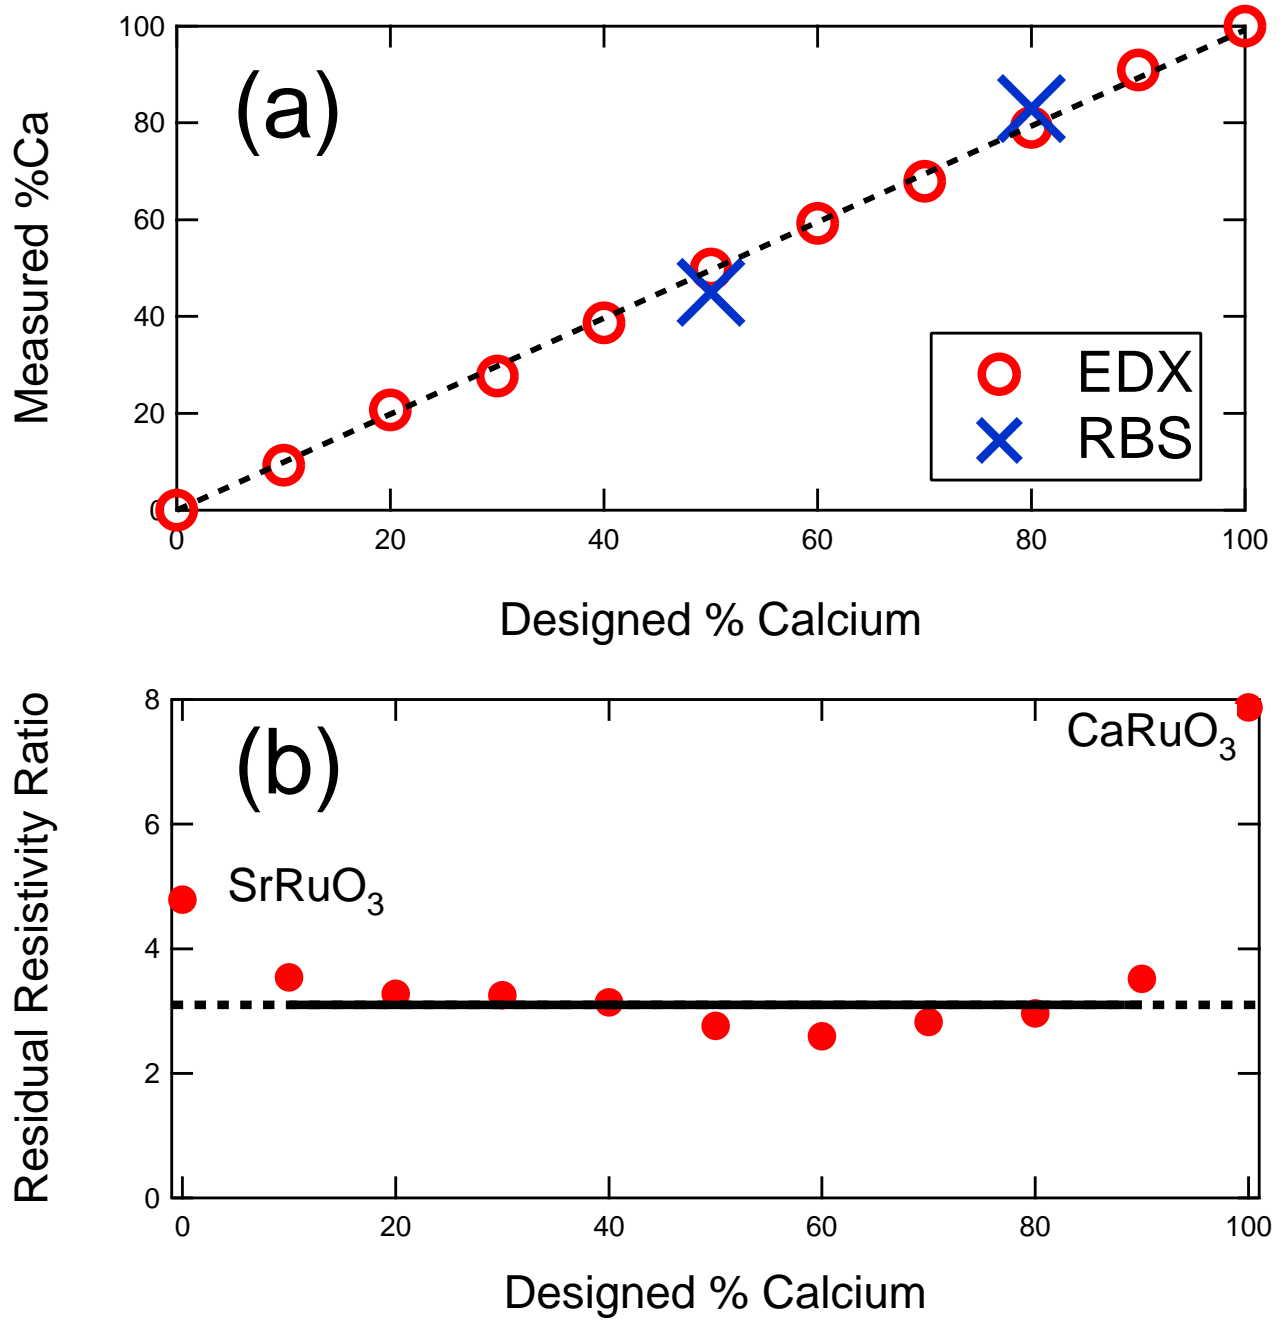 100
80
60
40
20
0
Measured %Ca
(a)
EDX
RBS
0 20 40 60 80 100
Designed % Calcium
8
6
4
2
0
Residual Resistivity Ratio
(b)
CaRuO3
SrRuO3
0 20 40 60 80 100
Designed % Calcium